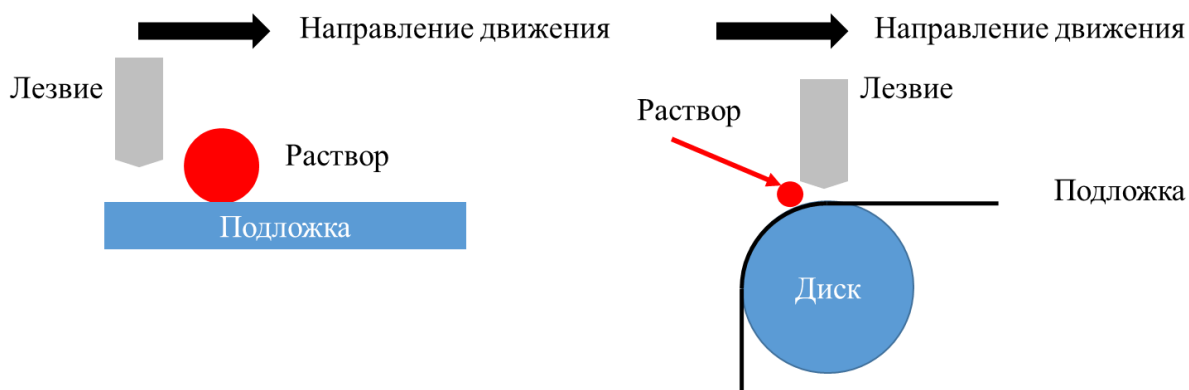 Направление движения
Лезвие
Раствор
Подложка
Направление движения
Лезвие
Раствор
Подложка
Диск